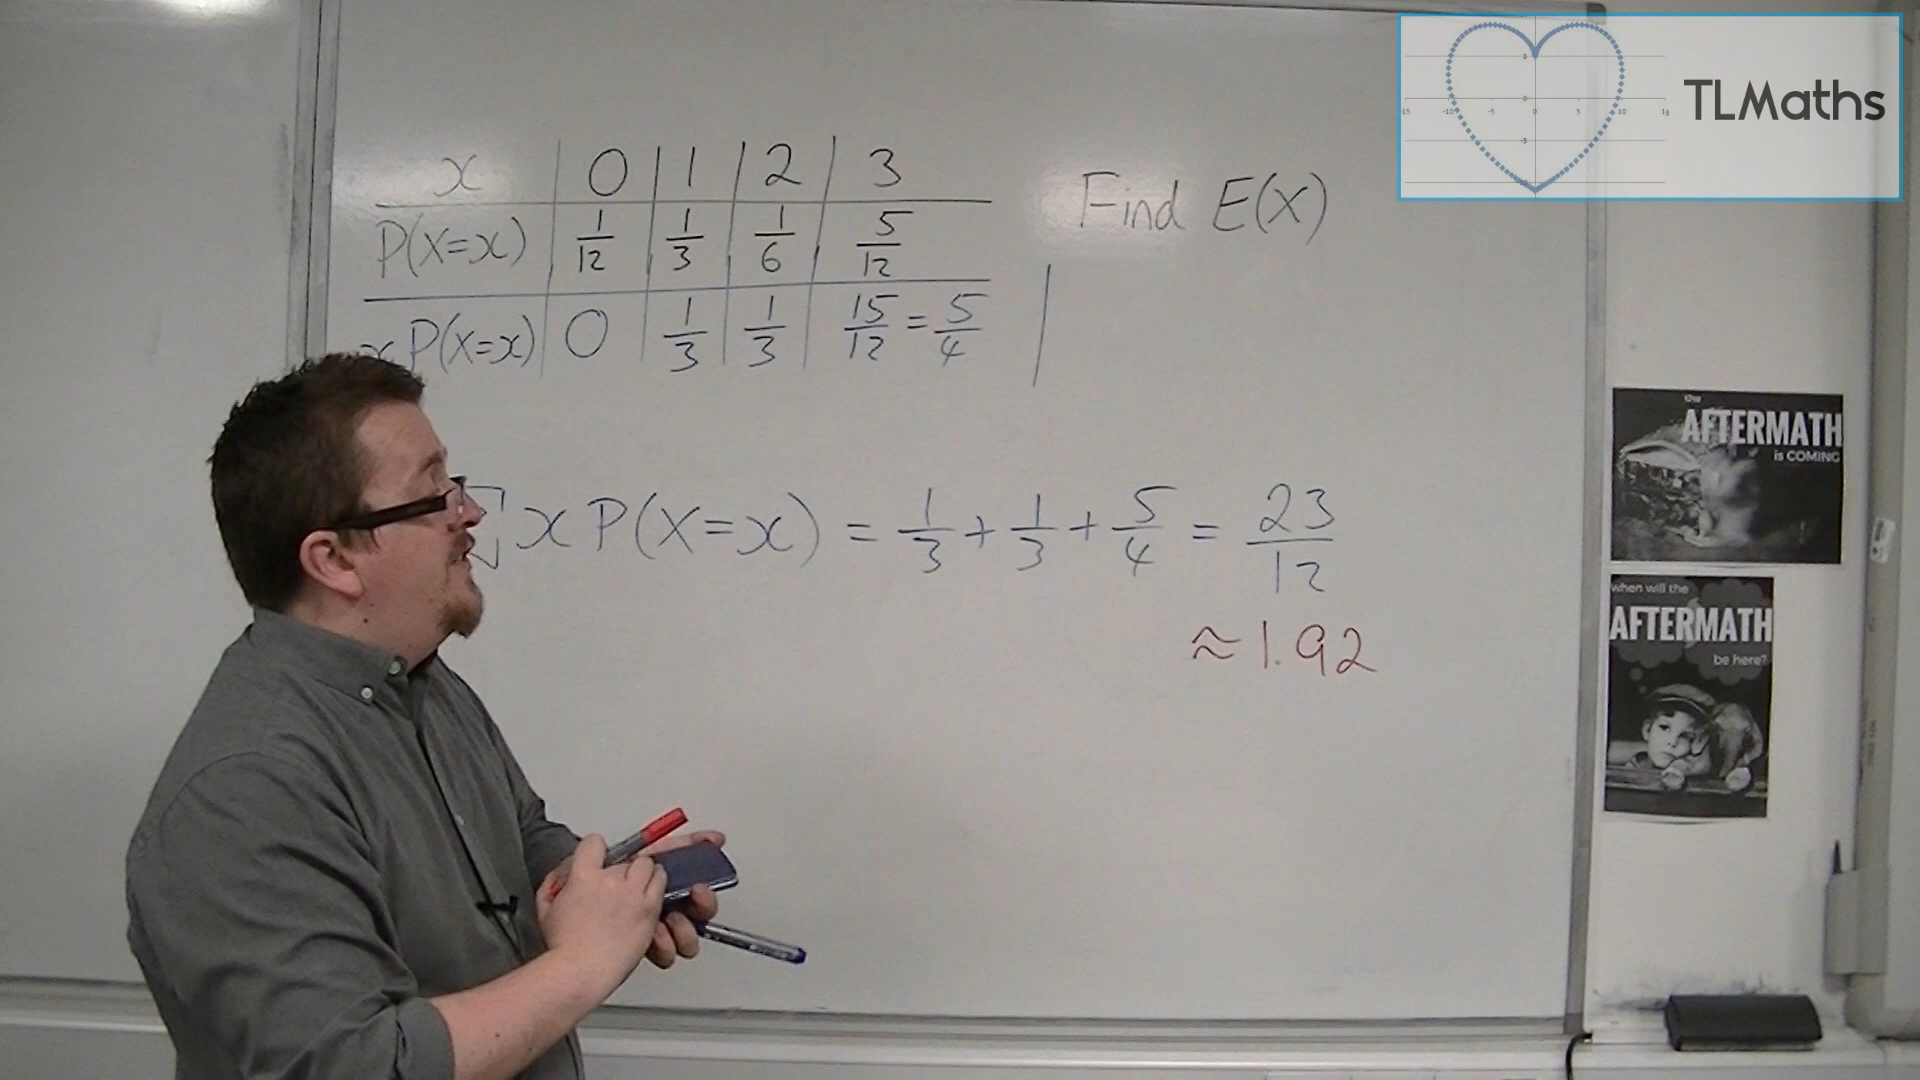 x 0 1 2 3
P(X=x) 1/12 1/3 1/6 5/12
x P(X=x) 0 1/3 1/3 15/12 = 5/4
Find E(X)
∑ x P(X=x) = 1/3 + 1/3 + 5/4 = 23/12
≈ 1.92
TLMaths
the
AFTERMATH
is COMING
when will the
AFTERMATH
be here?